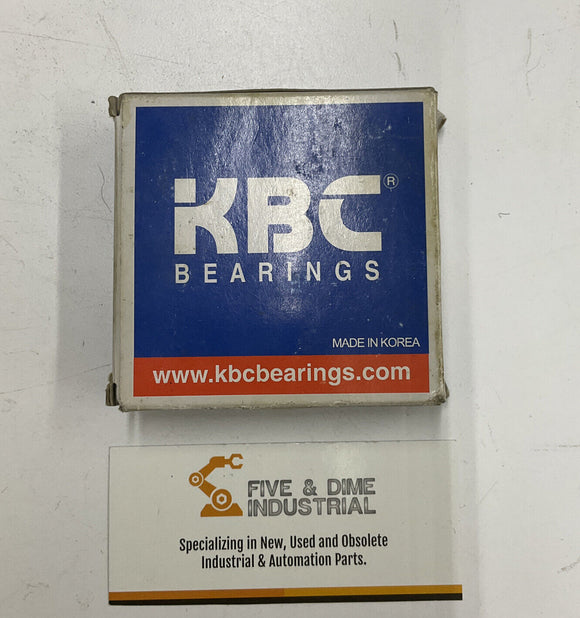 KBC®
BEARINGS
MADE IN KOREA
www.kbcbearings.com
FIVE & DIME
INDUSTRIAL
Specializing in New, Used and Obsolete
Industrial & Automation Parts.